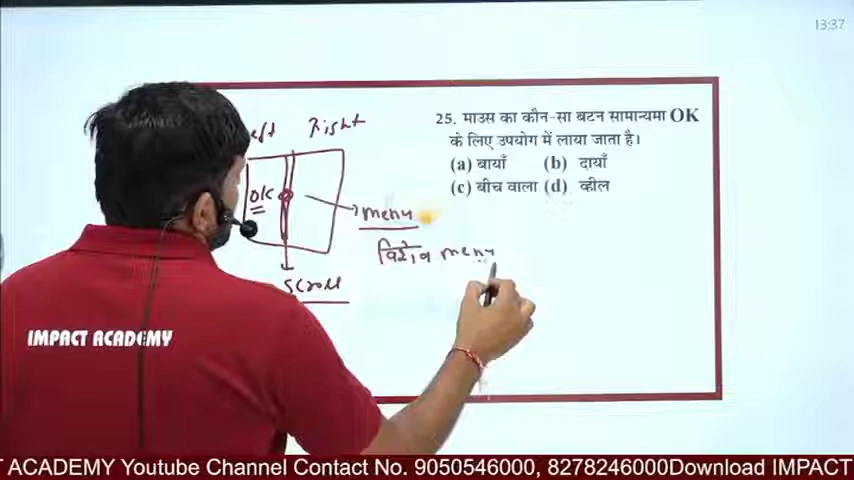 13:37
eft Right
OK
menu
विशेष menu
scroll
25. माउस का कौन-सा बटन सामान्यमा OK
के लिए उपयोग में लाया जाता है।
(a) बायाँ (b) दायाँ
(c) बीच वाला (d) व्हील
IMPACT ACADEMY
T ACADEMY Youtube Channel Contact No. 9050546000, 8278246000Download IMPACT